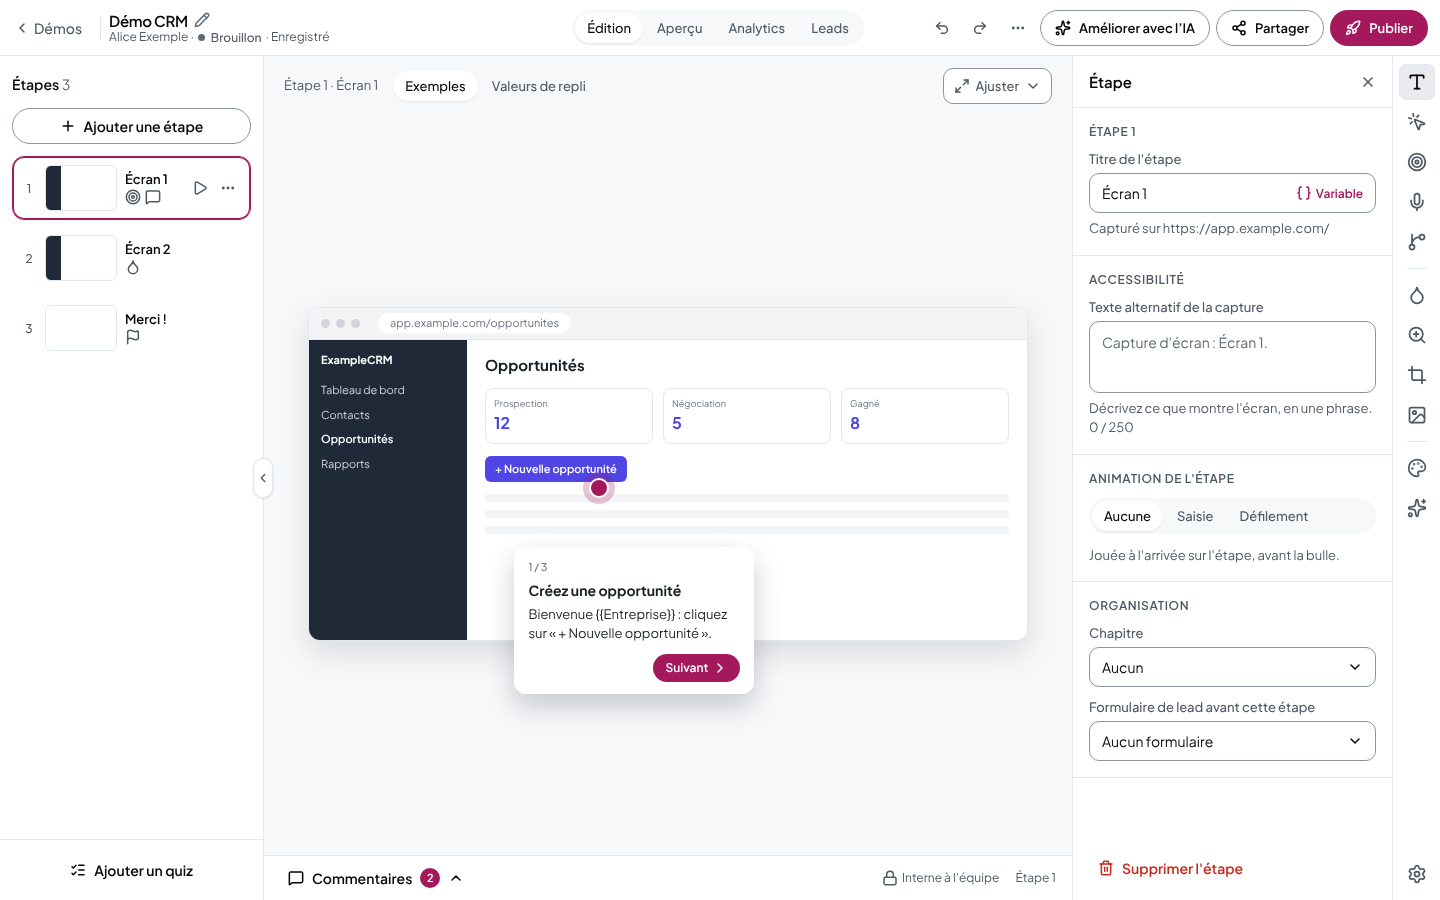 Démos
Démo CRM
Alice Exemple · Brouillon · Enregistré
Édition
Aperçu
Analytics
Leads
Améliorer avec l'IA
Partager
Publier
Étapes 3
Ajouter une étape
1
Écran 1
2
Écran 2
3
Merci !
Ajouter un quiz
Étape 1 · Écran 1
Exemples
Valeurs de repli
Ajuster
app.example.com/opportunites
ExampleCRM
Tableau de bord
Contacts
Opportunités
Rapports
Opportunités
Prospection
12
Négociation
5
Gagné
8
+ Nouvelle opportunité
1 / 3
Créez une opportunité
Bienvenue {{Entreprise}} : cliquez
sur « + Nouvelle opportunité ».
Suivant
Commentaires 2
Interne à l'équipe
Étape 1
Étape
ÉTAPE 1
Titre de l'étape
Écran 1
{ } Variable
Capturé sur https://app.example.com/
ACCESSIBILITÉ
Texte alternatif de la capture
Capture d'écran : Écran 1.
Décrivez ce que montre l'écran, en une phrase.
0 / 250
ANIMATION DE L'ÉTAPE
Aucune
Saisie
Défilement
Jouée à l'arrivée sur l'étape, avant la bulle.
ORGANISATION
Chapitre
Aucun
Formulaire de lead avant cette étape
Aucun formulaire
Supprimer l'étape